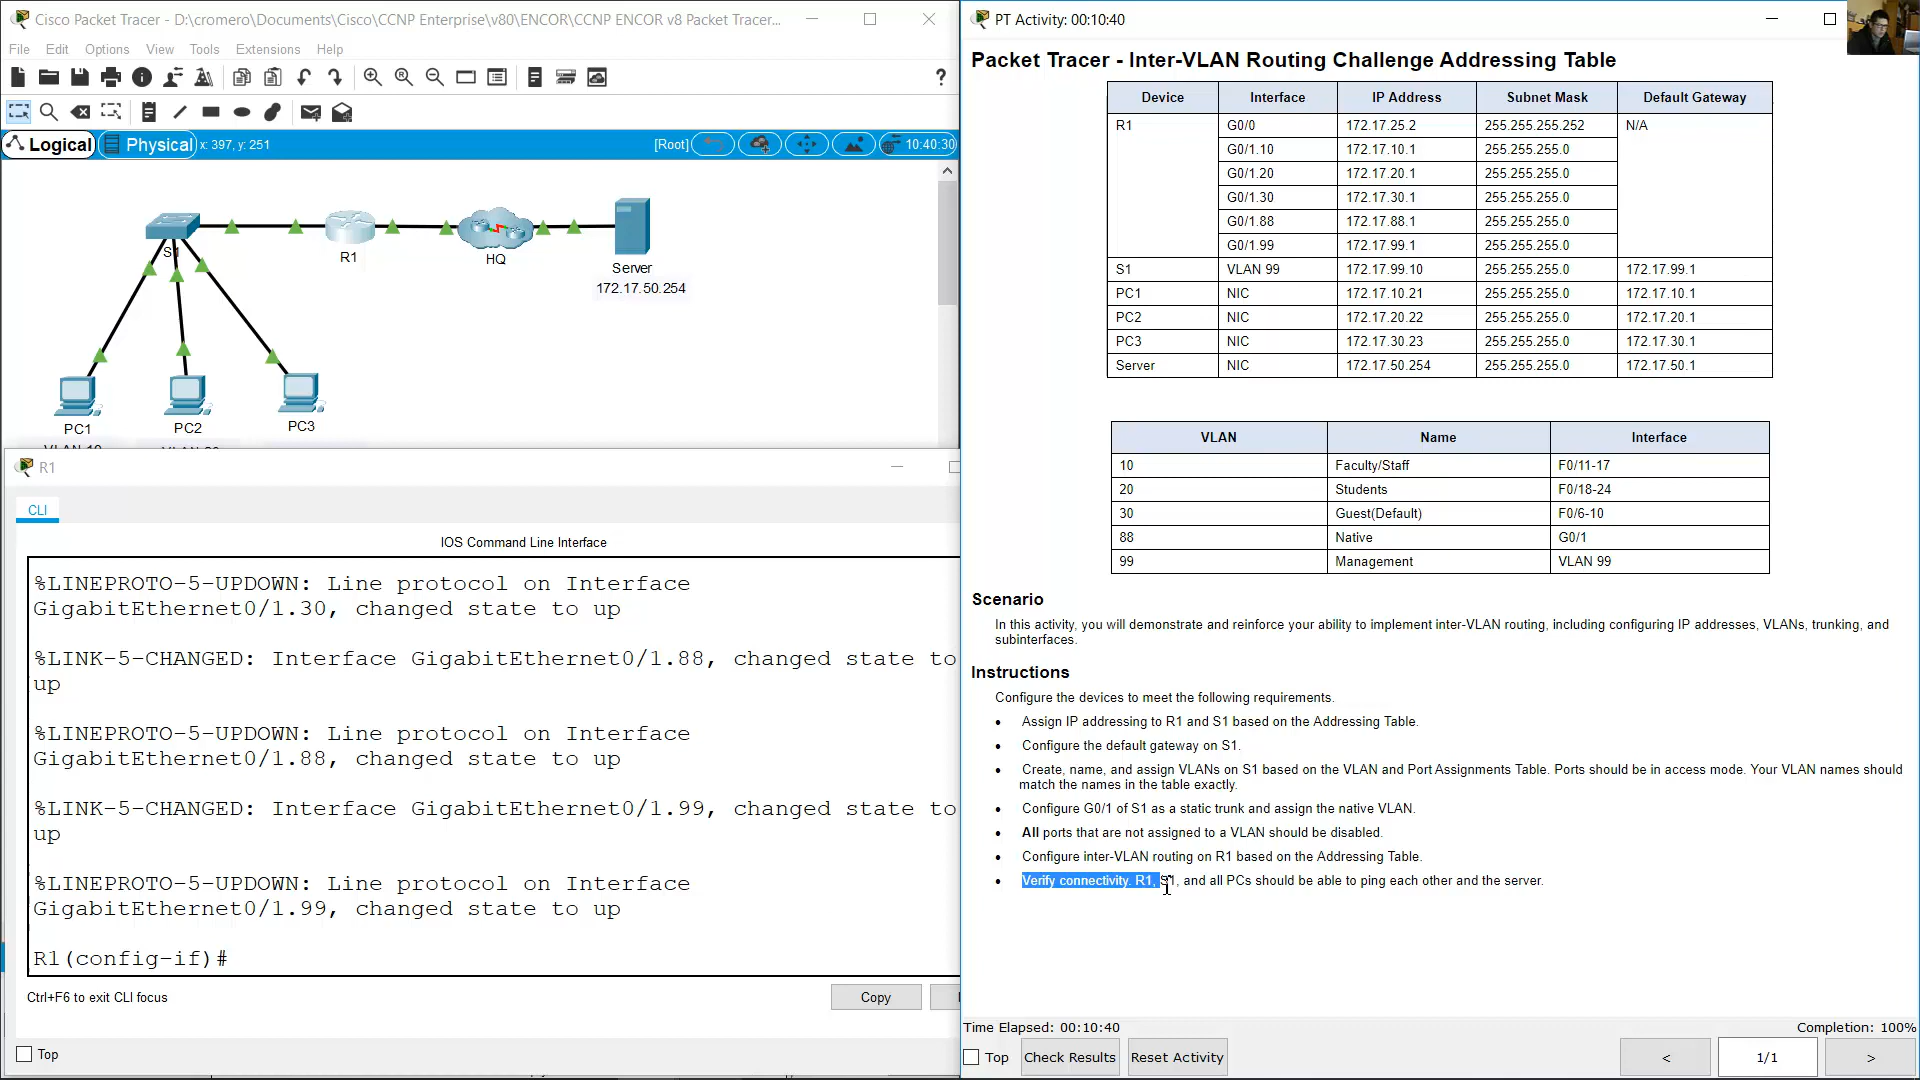 Cisco Packet Tracer - D:\cromero\Documents\Cisco\CCNP Enterprise\v80\ENCOR\CCNP ENCOR v8 Packet Tracer...
File Edit Options View Tools Scripting Extensions Help
Logical Physical x: 397, y: 251 [Root] 10:40:30
S1
R1
HQ
Server
172.17.50.254
PC1
PC2
PC3
R1
CLI
IOS Command Line Interface
%LINEPROTO-5-UPDOWN: Line protocol on Interface
GigabitEthernet0/1.30, changed state to up
%LINK-5-CHANGED: Interface GigabitEthernet0/1.88, changed state to
up
%LINEPROTO-5-UPDOWN: Line protocol on Interface
GigabitEthernet0/1.88, changed state to up
%LINK-5-CHANGED: Interface GigabitEthernet0/1.99, changed state to
up
%LINEPROTO-5-UPDOWN: Line protocol on Interface
GigabitEthernet0/1.99, changed state to up
R1(config-if)#
Ctrl+F6 to exit CLI focus
Copy
Top
PT Activity: 00:10:40
Packet Tracer - Inter-VLAN Routing Challenge Addressing Table
Device Interface IP Address Subnet Mask Default Gateway
R1 G0/0 172.17.25.2 255.255.255.252 N/A
G0/1.10 172.17.10.1 255.255.255.0
G0/1.20 172.17.20.1 255.255.255.0
G0/1.30 172.17.30.1 255.255.255.0
G0/1.88 172.17.88.1 255.255.255.0
G0/1.99 172.17.99.1 255.255.255.0
S1 VLAN 99 172.17.99.10 255.255.255.0 172.17.99.1
PC1 NIC 172.17.10.21 255.255.255.0 172.17.10.1
PC2 NIC 172.17.20.22 255.255.255.0 172.17.20.1
PC3 NIC 172.17.30.23 255.255.255.0 172.17.30.1
Server NIC 172.17.50.254 255.255.255.0 172.17.50.1
VLAN Name Interface
10 Faculty/Staff F0/11-17
20 Students F0/18-24
30 Guest(Default) F0/6-10
88 Native G0/1
99 Management VLAN 99
Scenario
In this activity, you will demonstrate and reinforce your ability to implement inter-VLAN routing, including configuring IP addresses, VLANs, trunking, and
subinterfaces.
Instructions
Configure the devices to meet the following requirements.
• Assign IP addressing to R1 and S1 based on the Addressing Table.
• Configure the default gateway on S1.
• Create, name, and assign VLANs on S1 based on the VLAN and Port Assignments Table. Ports should be in access mode. Your VLAN names should
match the names in the table exactly.
• Configure G0/1 of S1 as a static trunk and assign the native VLAN.
• All ports that are not assigned to a VLAN should be disabled.
• Configure inter-VLAN routing on R1 based on the Addressing Table.
• Verify connectivity. R1, S1, and all PCs should be able to ping each other and the server.
Time Elapsed: 00:10:40 Completion: 100%
Top Check Results Reset Activity < 1/1 >